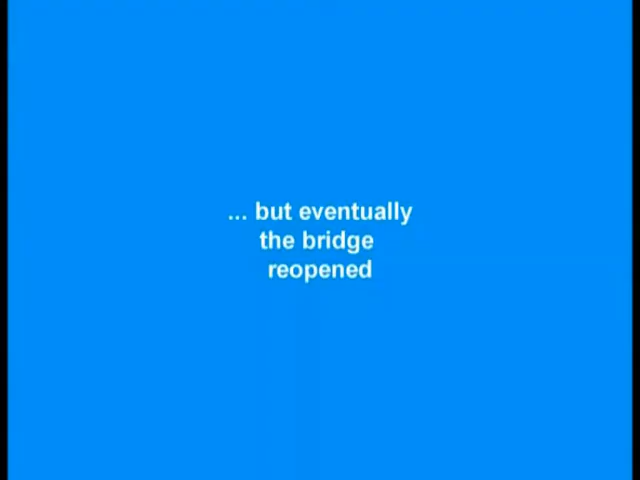 ... but eventually
the bridge
reopened